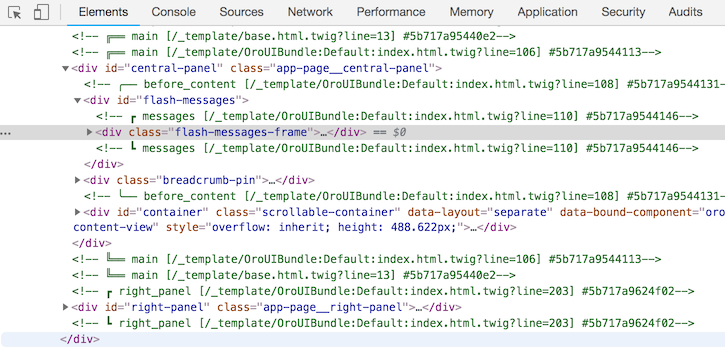 Elements Console Sources Network Performance Memory Application Security Audits
<!-- ╔══ main [/_template/base.html.twig?line=13] #5b717a95440e2-->
<!-- ╔══ main [/_template/OroUIBundle:Default:index.html.twig?line=106] #5b717a9544113-->
▼<div id="central-panel" class="app-page__central-panel">
<!-- ╭── before_content [/_template/OroUIBundle:Default:index.html.twig?line=108] #5b717a9544131-
▼<div id="flash-messages">
<!-- ┏ messages [/_template/OroUIBundle:Default:index.html.twig?line=110] #5b717a9544146-->
… ▶<div class="flash-messages-frame">…</div> == $0
<!-- ┗ messages [/_template/OroUIBundle:Default:index.html.twig?line=110] #5b717a9544146-->
</div>
▶<div class="breadcrumb-pin">…</div>
<!-- ╰── before_content [/_template/OroUIBundle:Default:index.html.twig?line=108] #5b717a9544131-
▶<div id="container" class="scrollable-container" data-layout="separate" data-bound-component="oro
content-view" style="overflow: inherit; height: 488.622px;">…</div>
</div>
<!-- ╚══ main [/_template/OroUIBundle:Default:index.html.twig?line=106] #5b717a9544113-->
<!-- ╚══ main [/_template/base.html.twig?line=13] #5b717a95440e2-->
<!-- ┏ right_panel [/_template/OroUIBundle:Default:index.html.twig?line=203] #5b717a9624f02-->
▶<div id="right-panel" class="app-page__right-panel">…</div>
<!-- ┗ right_panel [/_template/OroUIBundle:Default:index.html.twig?line=203] #5b717a9624f02-->
</div>